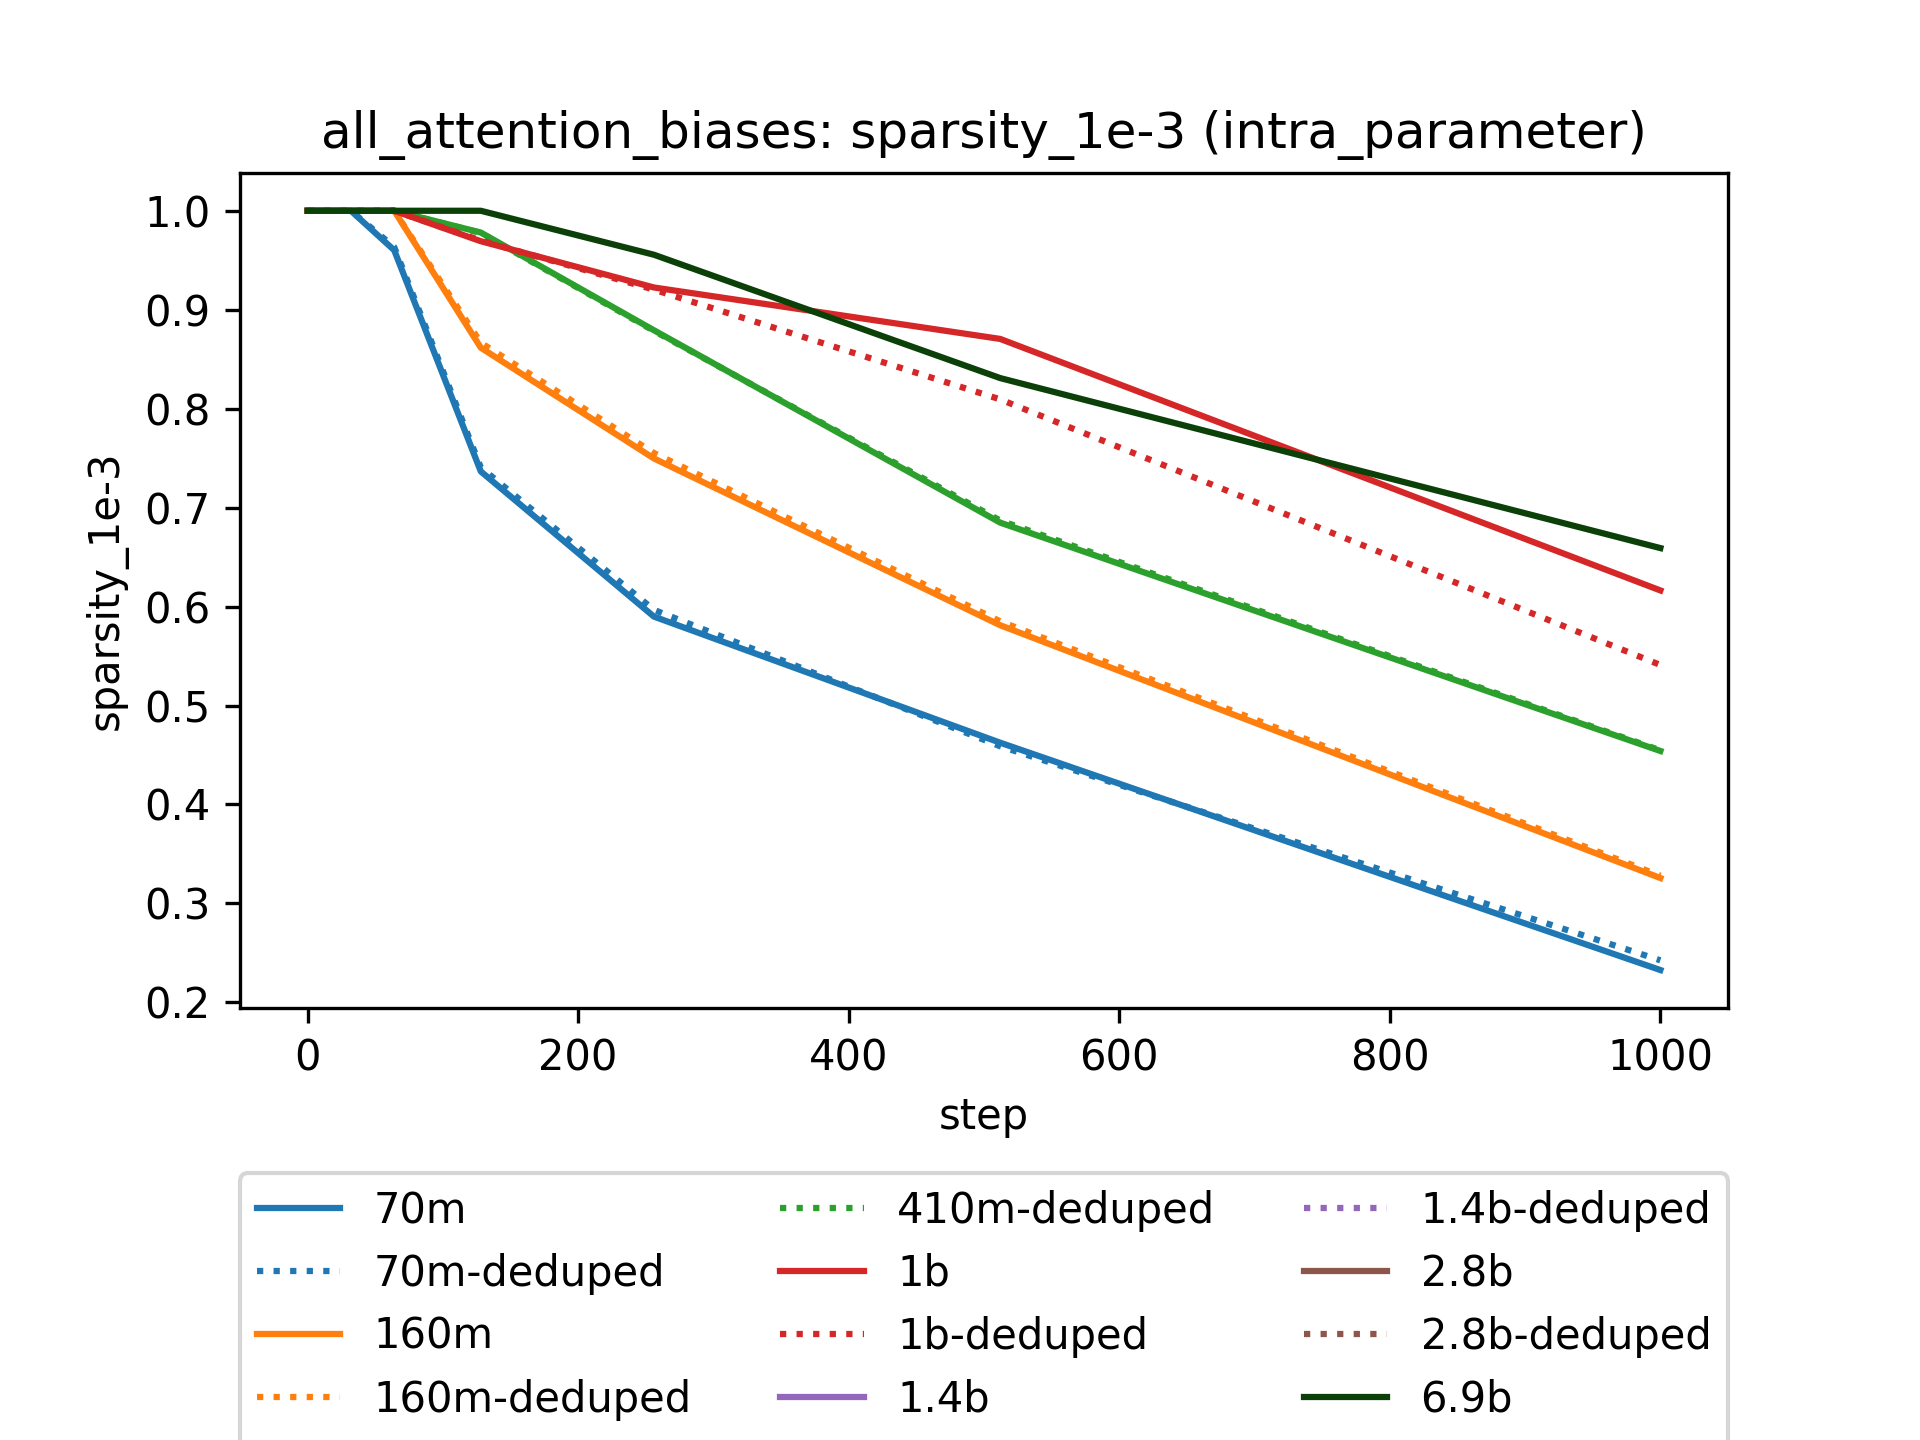 all_attention_biases: sparsity_1e-3 (intra_parameter)
1.0
0.9
0.8
0.7
0.6
0.5
0.4
0.3
0.2
sparsity_1e-3
0 200 400 600 800 1000
step
70m 410m-deduped 1.4b-deduped
70m-deduped 1b 2.8b
160m 1b-deduped 2.8b-deduped
160m-deduped 1.4b 6.9b